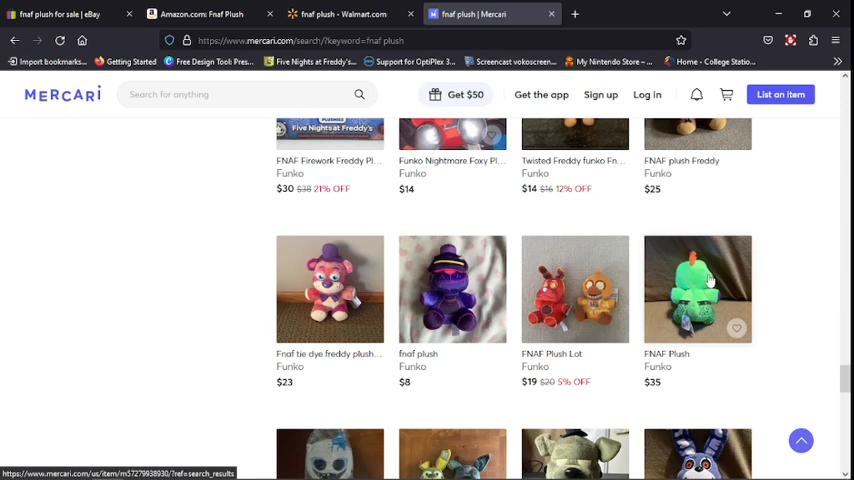 fnaf plush for sale | eBay
Amazon.com: Fnaf Plush
fnaf plush - Walmart.com
fnaf plush | Mercari
https://www.mercari.com/search/?keyword=fnaf plush
Import bookmarks...
Getting Started
Free Design Tool: Pres...
Five Nights at Freddy's...
Support for OptiPlex 3...
Screencast vokoscreen...
My Nintendo Store – ...
Home - College Statio...
MERCARI
Search for anything
Get $50
Get the app
Sign up
Log in
List an item
PLUSHIES
Five Nights at Freddy's
FNAF Firework Freddy Pl...
Funko
$30 $38 21% OFF
Funko Nightmare Foxy Pl...
Funko
$14
Twisted Freddy funko Fn...
Funko
$14 $16 12% OFF
FNAF plush Freddy
Funko
$25
Fnaf tie dye freddy plush...
Funko
$23
fnaf plush
Funko
$8
FNAF Plush Lot
Funko
$19 $20 5% OFF
FNAF Plush
Funko
$35
https://www.mercari.com/us/item/m57279938930/?ref=search_results